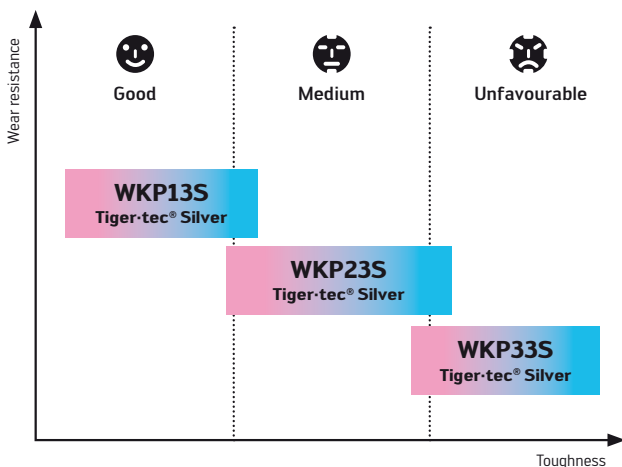 Wear resistance
Good
Medium
Unfavourable
WKP13S
Tiger·tec® Silver
WKP23S
Tiger·tec® Silver
WKP33S
Tiger·tec® Silver
Toughness